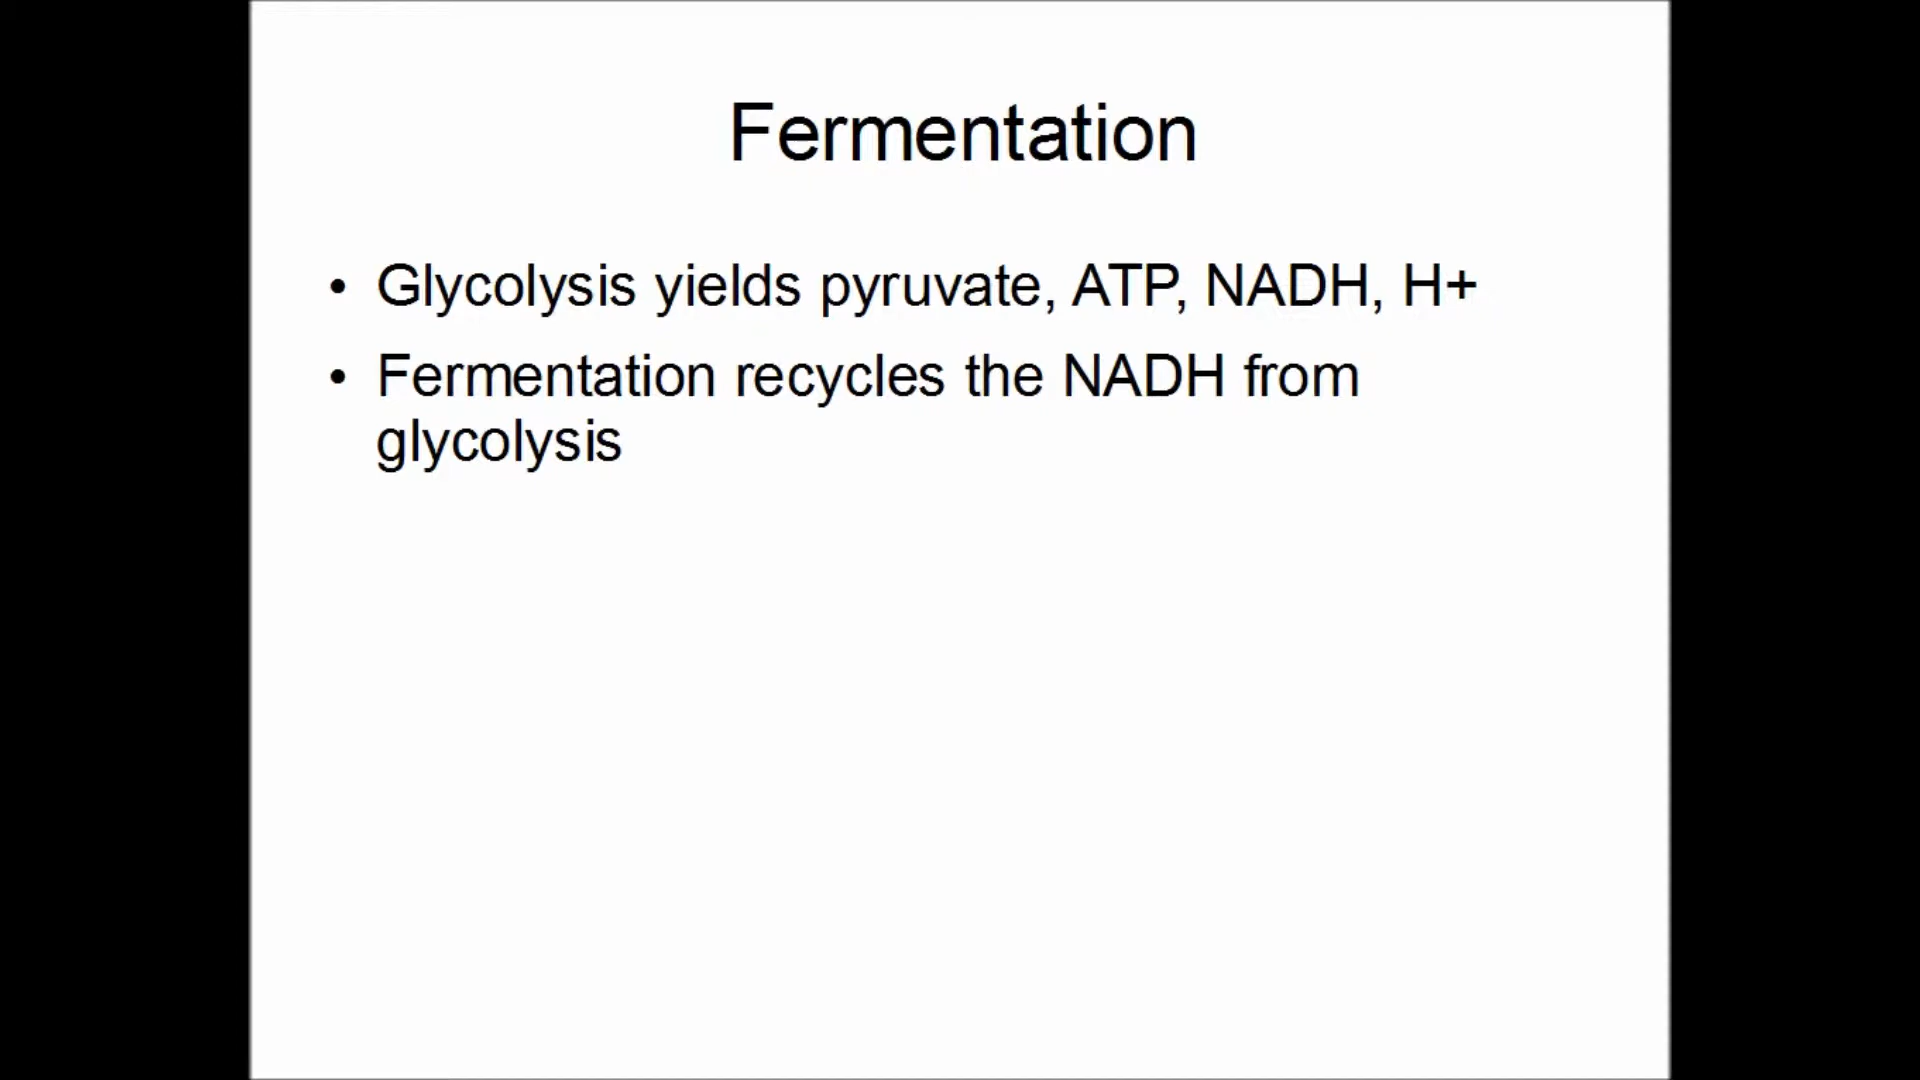 Fermentation
• Glycolysis yields pyruvate, ATP, NADH, H+
• Fermentation recycles the NADH from
glycolysis